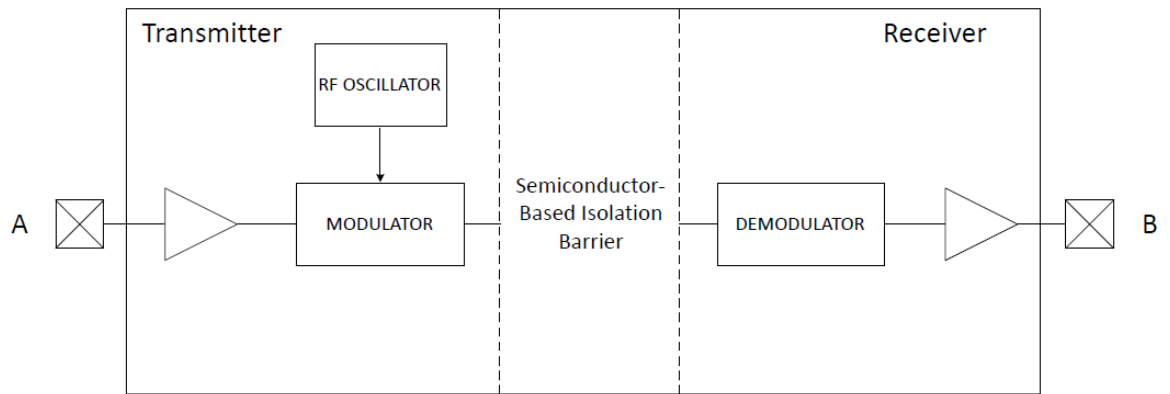 Transmitter
Receiver
RF OSCILLATOR
A
MODULATOR
Semiconductor-
Based Isolation
Barrier
DEMODULATOR
B